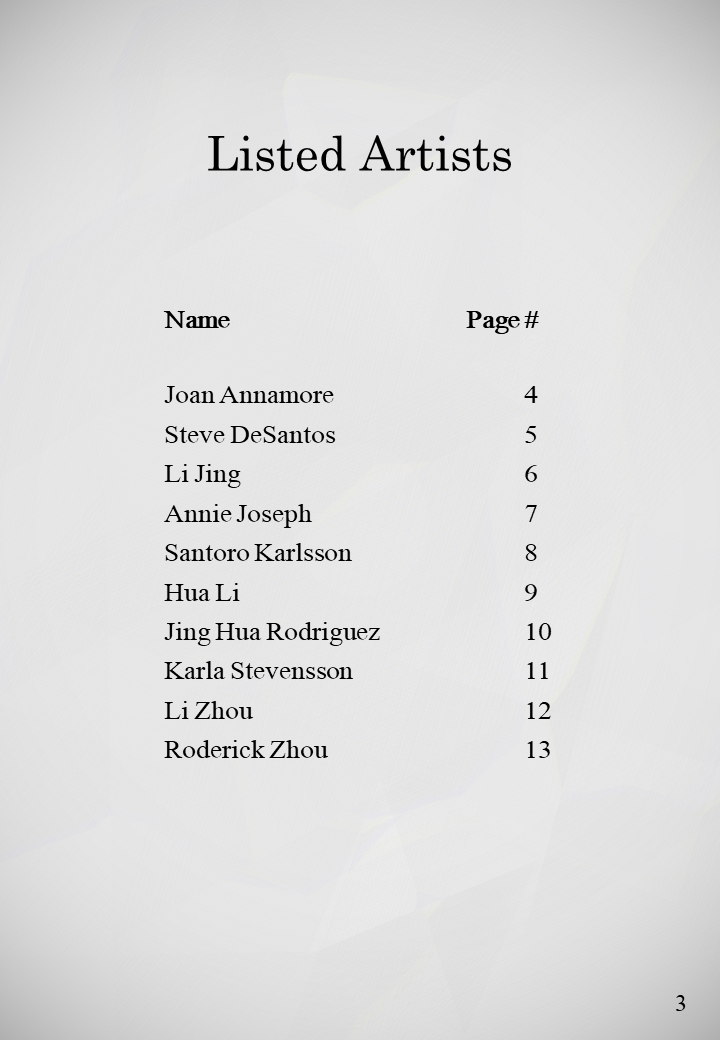 Listed Artists
Name Page #
Joan Annamore 4
Steve DeSantos 5
Li Jing 6
Annie Joseph 7
Santoro Karlsson 8
Hua Li 9
Jing Hua Rodriguez 10
Karla Stevensson 11
Li Zhou 12
Roderick Zhou 13
3